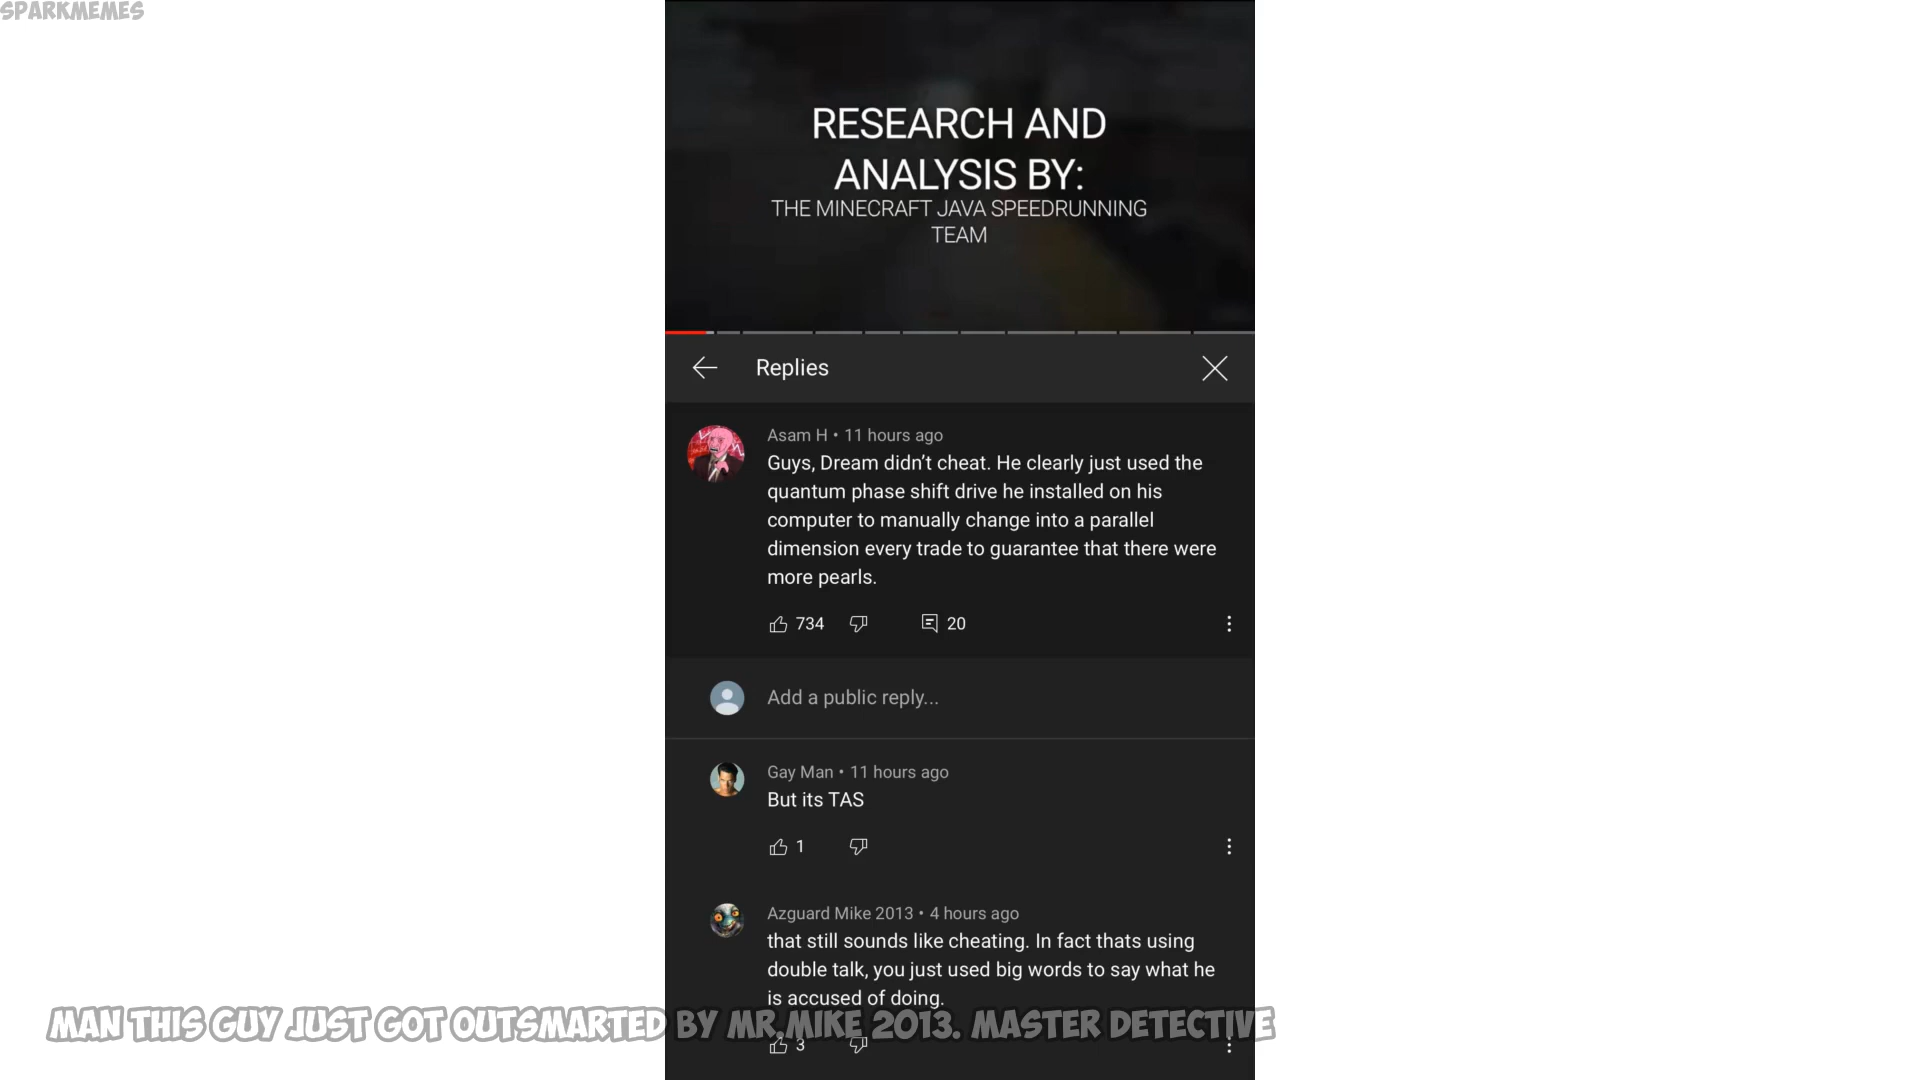 SPARKMEMES
RESEARCH AND
ANALYSIS BY:
THE MINECRAFT JAVA SPEEDRUNNING
TEAM
Replies
Asam H • 11 hours ago
Guys, Dream didn’t cheat. He clearly just used the
quantum phase shift drive he installed on his
computer to manually change into a parallel
dimension every trade to guarantee that there were
more pearls.
734 20
Add a public reply...
Gay Man • 11 hours ago
But its TAS
1
Azguard Mike 2013 • 4 hours ago
that still sounds like cheating. In fact thats using
double talk, you just used big words to say what he
is accused of doing.
MAN THIS GUY JUST GOT OUTSMARTED BY MR.MIKE 2013. MASTER DETECTIVE
3